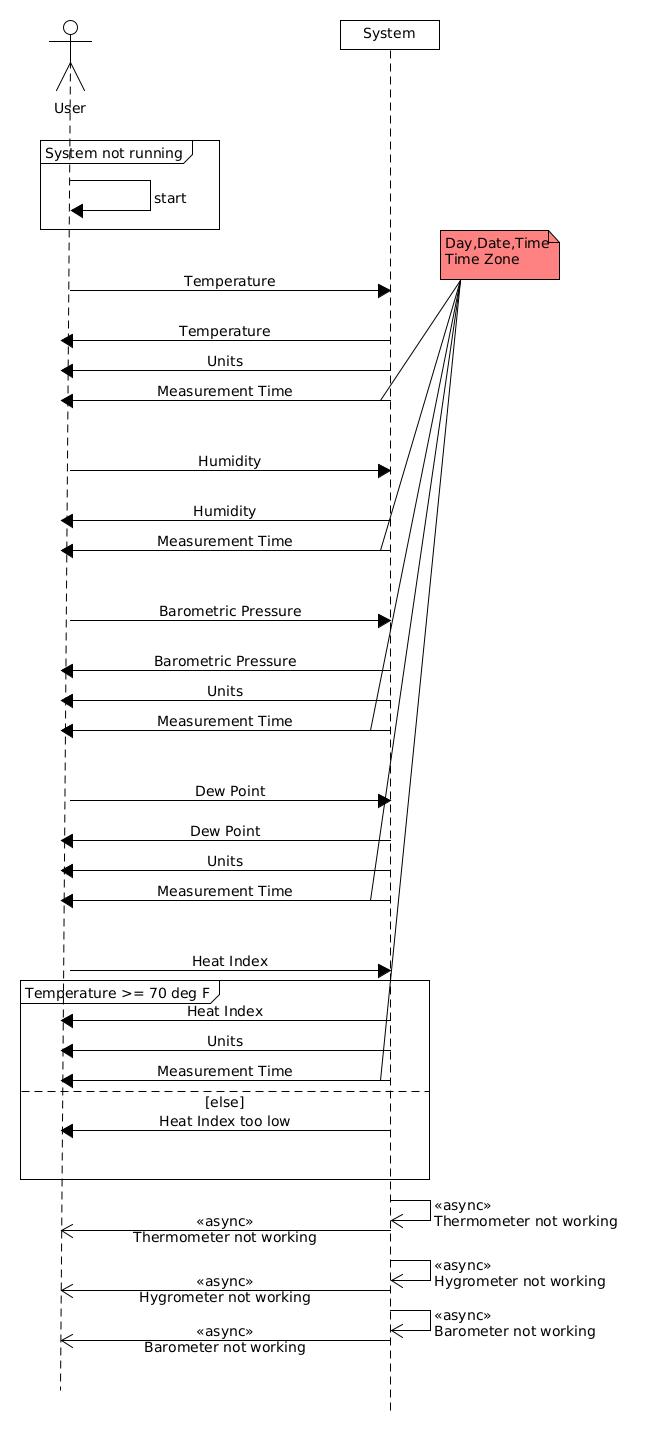 System
User
System not running
start
Day,Date,Time
Time Zone
Temperature
Temperature
Units
Measurement Time
Humidity
Humidity
Measurement Time
Barometric Pressure
Barometric Pressure
Units
Measurement Time
Dew Point
Dew Point
Units
Measurement Time
Heat Index
Temperature >= 70 deg F
Heat Index
Units
Measurement Time
[else]
Heat Index too low
«async»
Thermometer not working
«async»
Thermometer not working
«async»
Hygrometer not working
«async»
Hygrometer not working
«async»
Barometer not working
«async»
Barometer not working